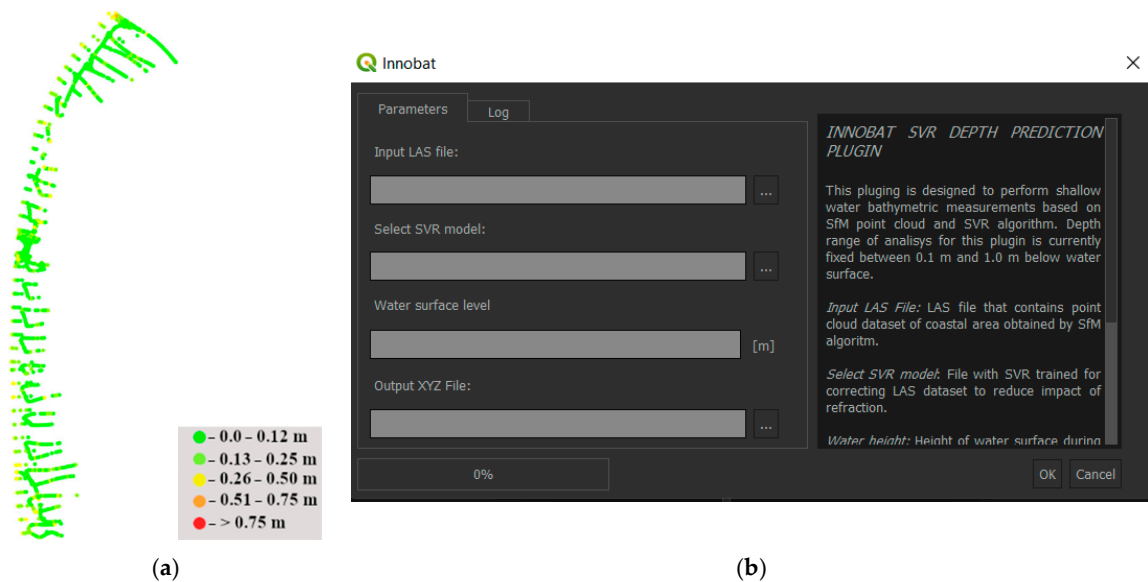 - 0.0 – 0.12 m
- 0.13 – 0.25 m
- 0.26 – 0.50 m
- 0.51 – 0.75 m
- > 0.75 m
(a)
Innobat
Parameters
Log
Input LAS file:
...
Select SVR model:
...
Water surface level
[m]
Output XYZ File:
...
0%
INNOBAT SVR DEPTH PREDICTION
PLUGIN
This pluging is designed to perform shallow
water bathymetric measurements based on
SfM point cloud and SVR algorithm. Depth
range of analisys for this plugin is currently
fixed between 0.1 m and 1.0 m below water
surface.
Input LAS File: LAS file that contains point
cloud dataset of coastal area obtained by SfM
algoritm.
Select SVR model: File with SVR trained for
correcting LAS dataset to reduce impact of
refraction.
Water height: Height of water surface during
OK
Cancel
(b)